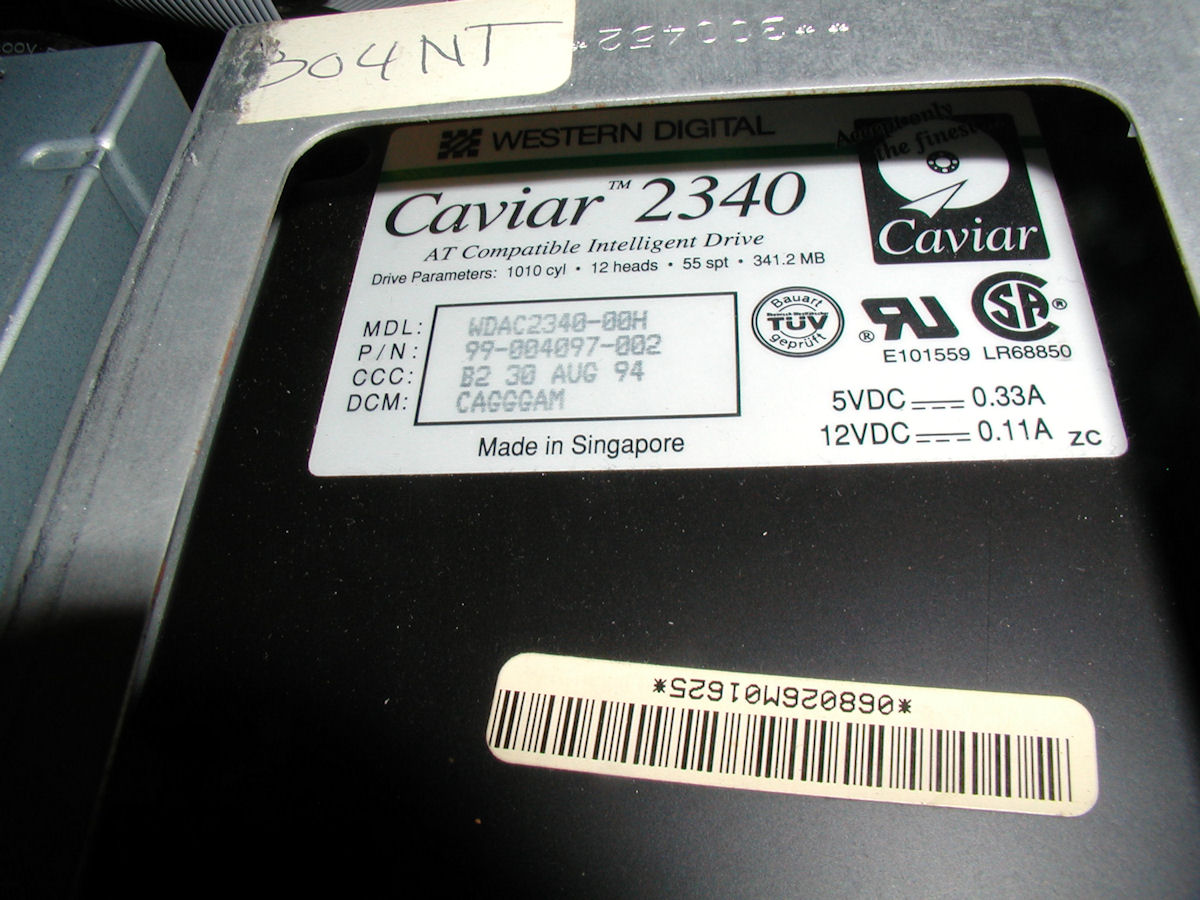 304NT
WESTERN DIGITAL
Accept only
the finest...
Caviar™ 2340
Caviar
AT Compatible Intelligent Drive
Drive Parameters: 1010 cyl • 12 heads • 55 spt • 341.2 MB
MDL: WDAC2340-00H
P/N: 99-004097-002
CCC: B2 30 AUG 94
DCM: CAGGGAM
Made in Singapore
Bauart
TÜV
geprüft
E101559 LR68850
5VDC 0.33A
12VDC 0.11A ZC
*068026M01625*